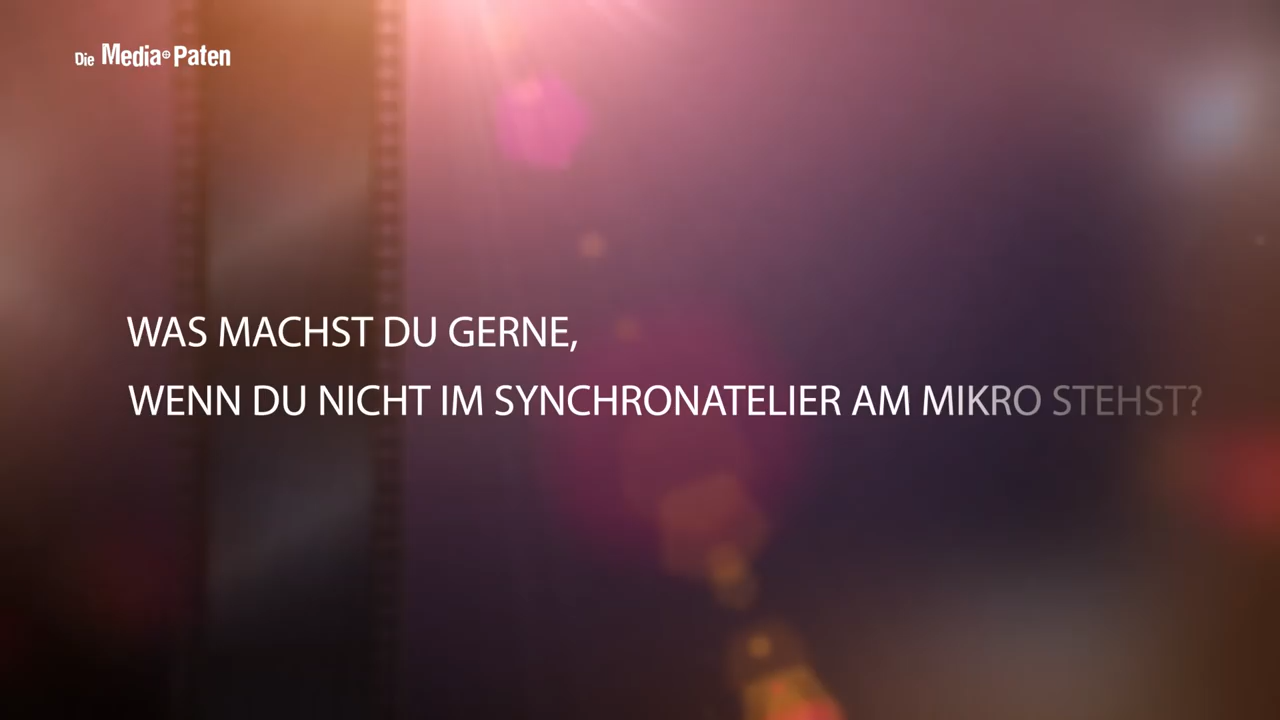 Die Media Paten
WAS MACHST DU GERNE,
WENN DU NICHT IM SYNCHRONATELIER AM MIKRO STEHST?